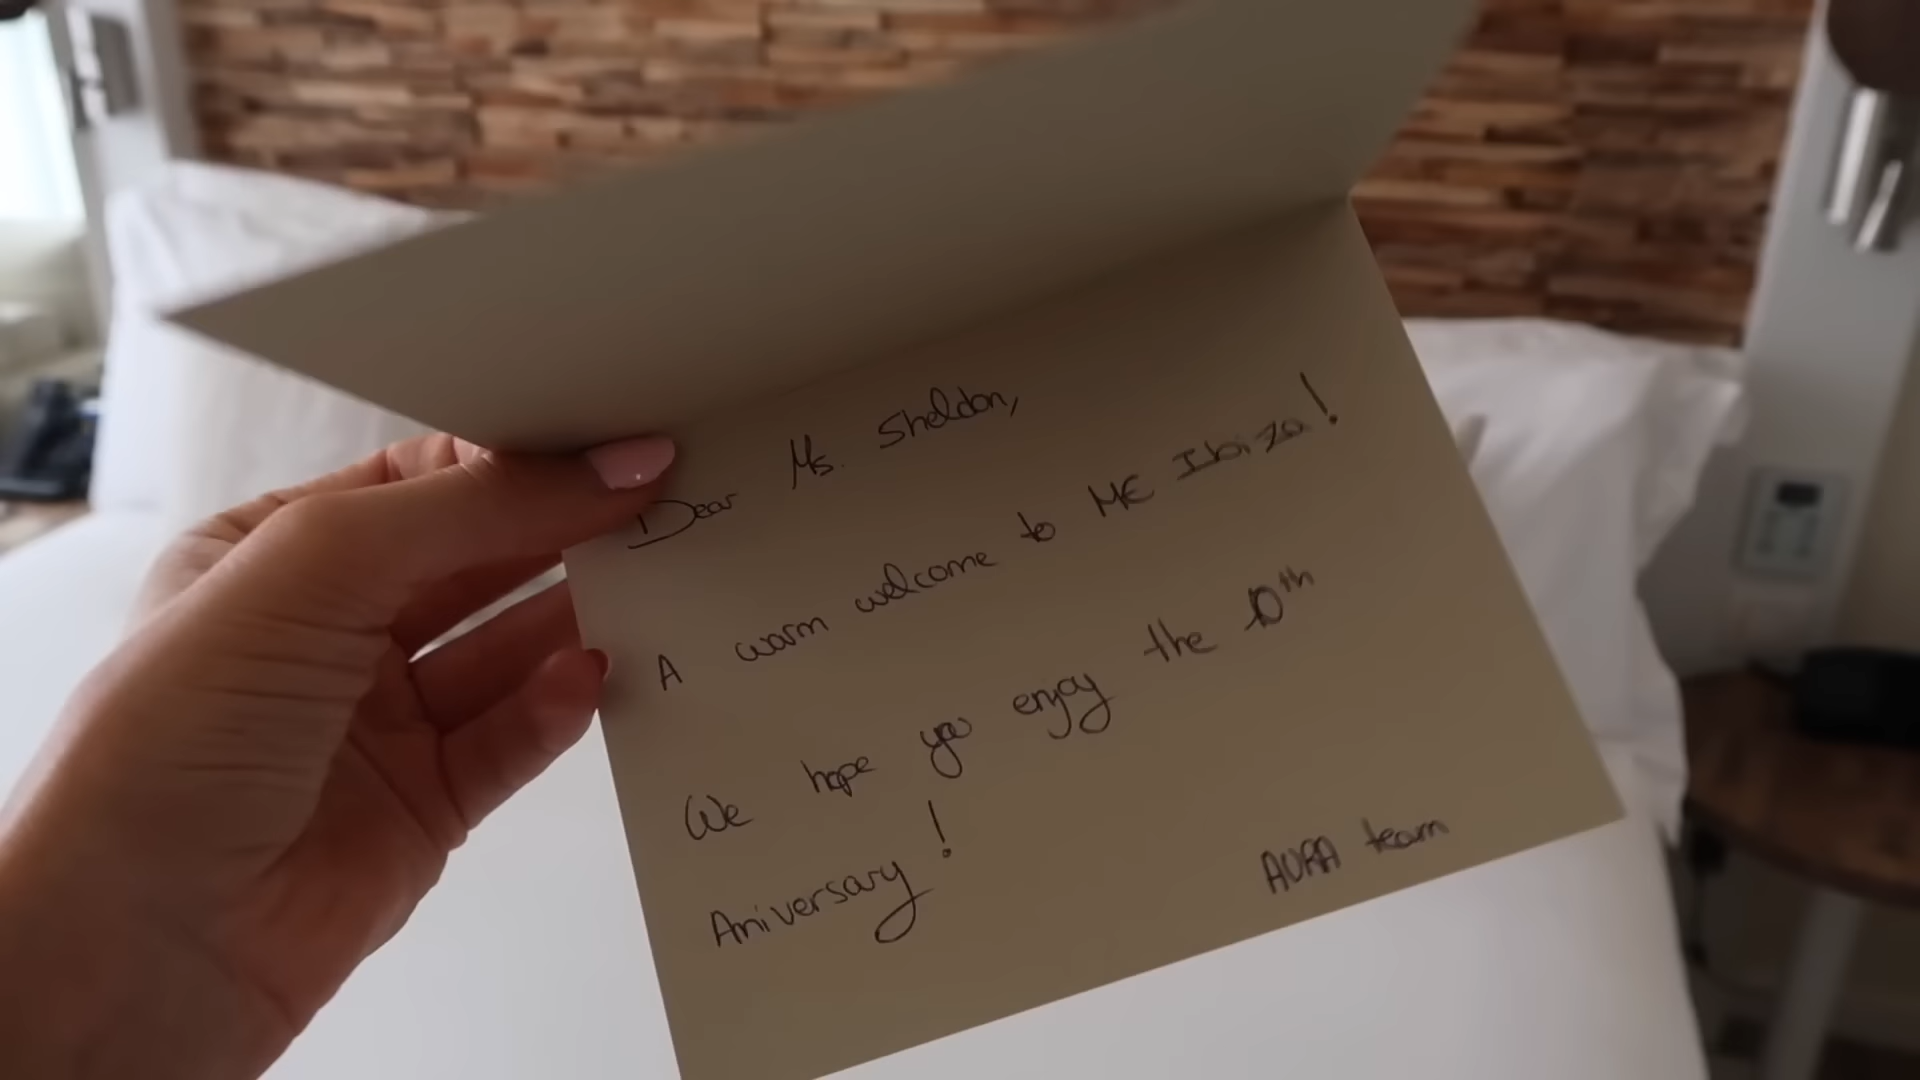 Dear Ms. Sheldon,
A warm welcome to ME Ibiza!
We hope you enjoy the 10th
Aniversary!
AURA team